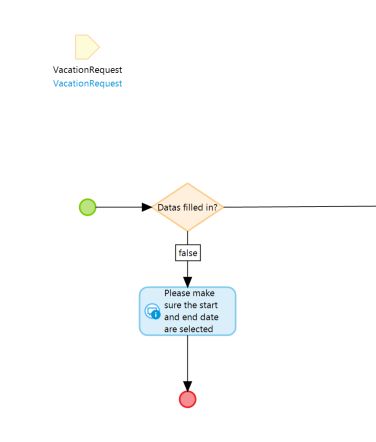 VacationRequest
VacationRequest
Datas filled in?
false
Please make
sure the start
and end date
are selected